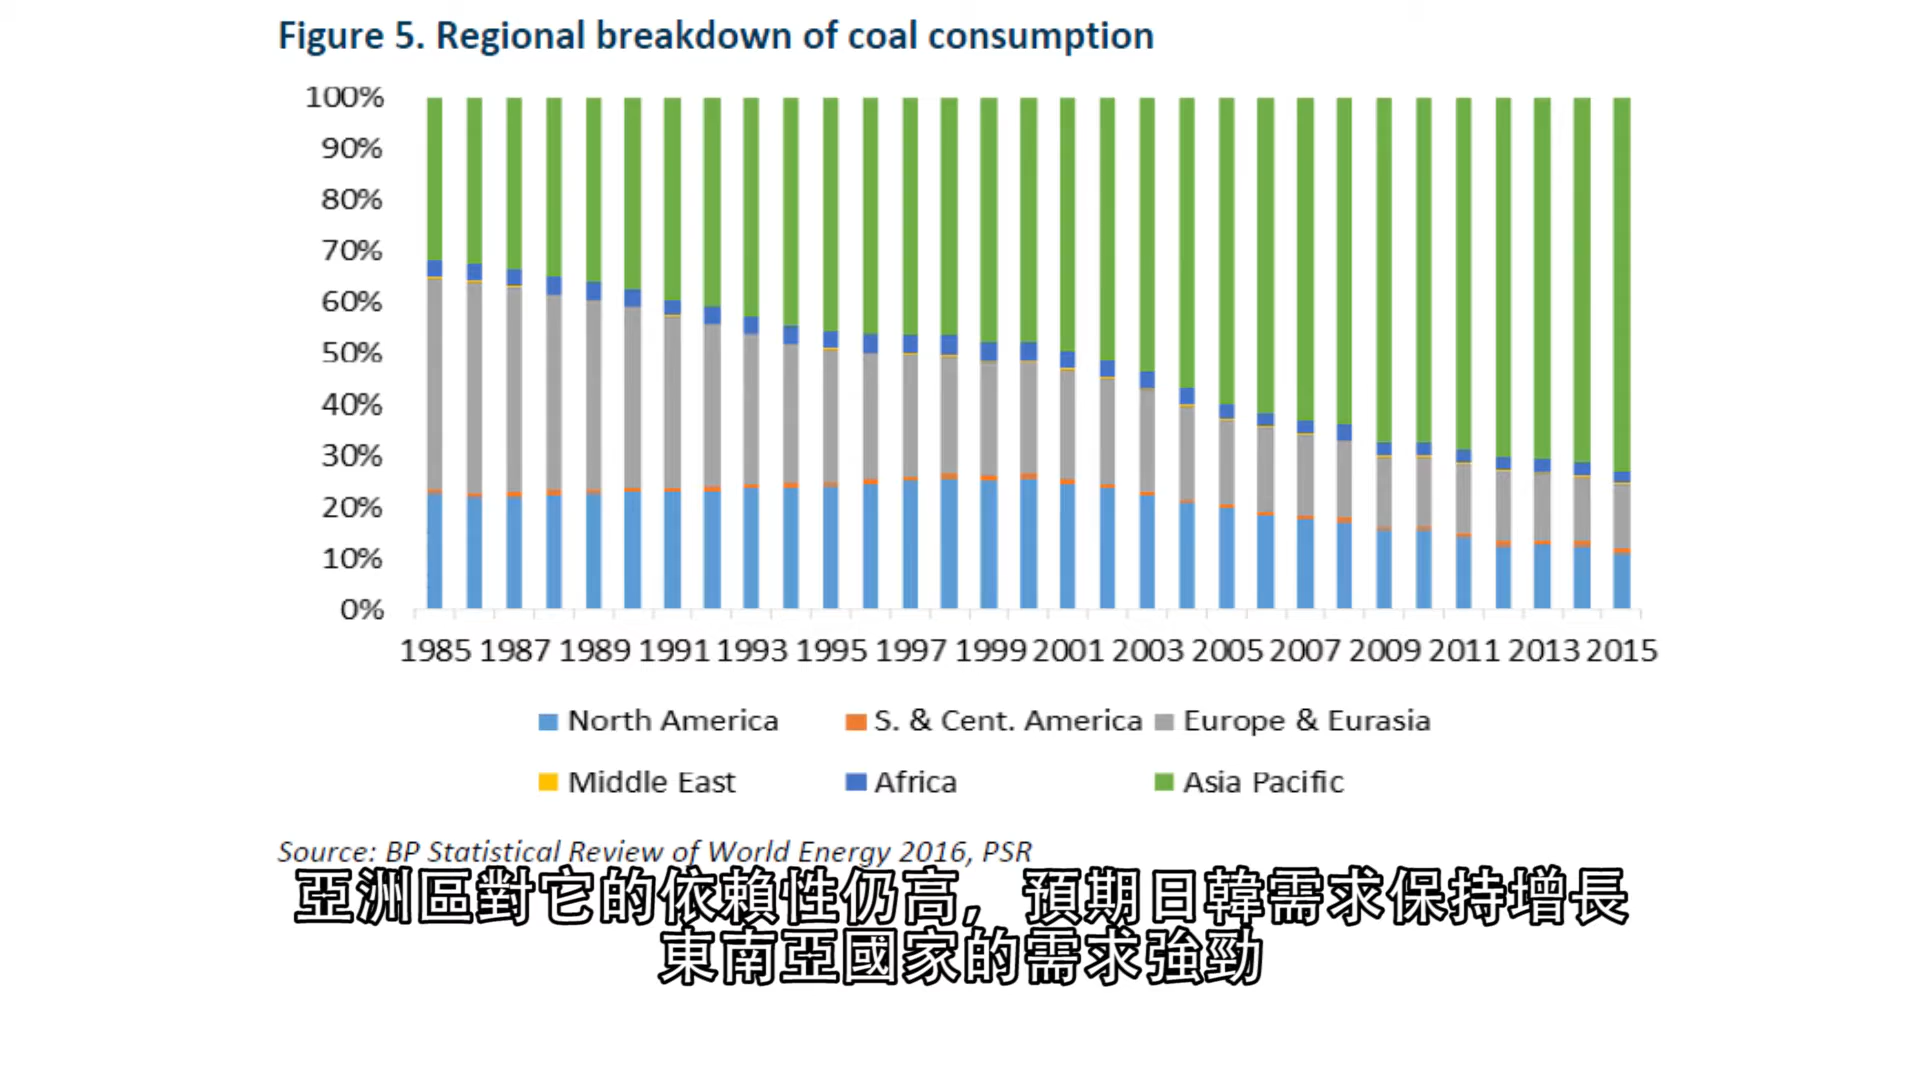 Figure 5. Regional breakdown of coal consumption
100%
90%
80%
70%
60%
50%
40%
30%
20%
10%
0%
1985 1987 1989 1991 1993 1995 1997 1999 2001 2003 2005 2007 2009 2011 2013 2015
North America S. & Cent. America Europe & Eurasia
Middle East Africa Asia Pacific
Source: BP Statistical Review of World Energy 2016, PSR
亞洲區對它的依賴性仍高, 預期日韓需求保持增長
東南亞國家的需求強勁